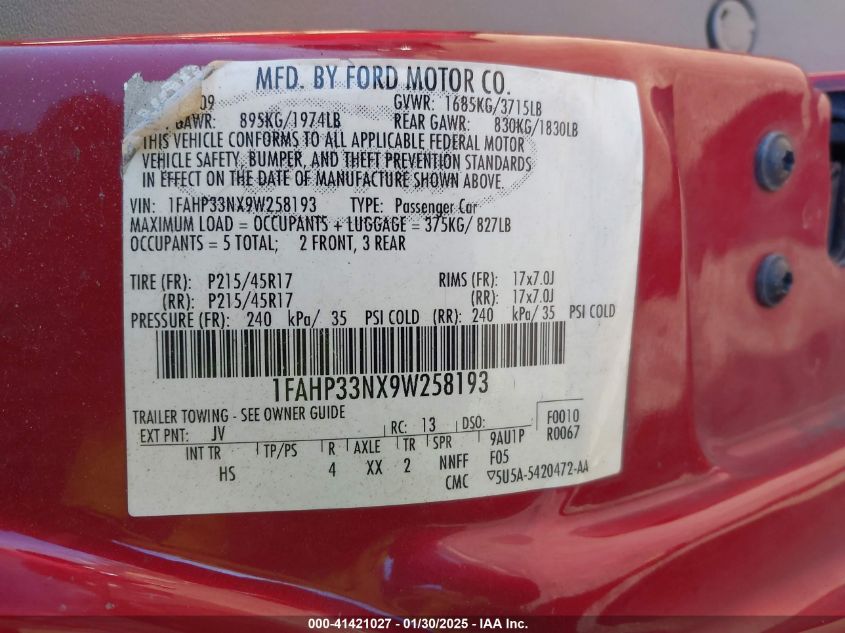 MFD. BY FORD MOTOR CO.
09 GVWR: 1685KG/3715LB
GAWR: 895KG/1974LB REAR GAWR: 830KG/1830LB
THIS VEHICLE CONFORMS TO ALL APPLICABLE FEDERAL MOTOR
VEHICLE SAFETY, BUMPER, AND THEFT PREVENTION STANDARDS
IN EFFECT ON THE DATE OF MANUFACTURE SHOWN ABOVE.
VIN: 1FAHP33NX9W258193 TYPE: Passenger Car
MAXIMUM LOAD = OCCUPANTS + LUGGAGE = 375KG/ 827LB
OCCUPANTS = 5 TOTAL; 2 FRONT, 3 REAR
TIRE (FR): P215/45R17 RIMS (FR): 17x7.0J
(RR): P215/45R17 (RR): 17x7.0J
PRESSURE (FR): 240 kPa/ 35 PSI COLD (RR): 240 kPa/ 35 PSI COLD
1FAHP33NX9W258193
TRAILER TOWING - SEE OWNER GUIDE
EXT PNT: JV RC: 13 DSO: F0010
INT TR TP/PS R AXLE TR SPR 9AU1P R0067
HS 4 XX 2 NNFF F05
CMC ▽5U5A-5420472-AA
000-41421027 - 01/30/2025 - IAA Inc.